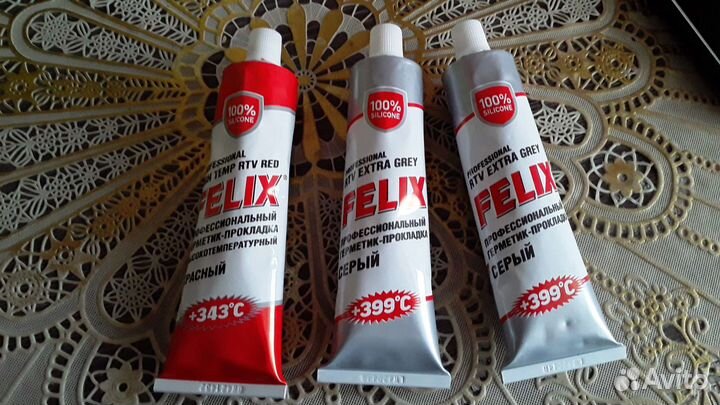 100%
SILICONE
PROFESSIONAL
TEMP RTV RED
FELIX®
ПРОФЕССИОНАЛЬНЫЙ
ГЕРМЕТИК-ПРОКЛАДКА
ВЫСОКОТЕМПЕРАТУРНЫЙ
КРАСНЫЙ
+343°C
100%
SILICONE
PROFESSIONAL
RTV EXTRA GREY
FELIX
ПРОФЕССИОНАЛЬНЫЙ
ГЕРМЕТИК-ПРОКЛАДКА
СЕРЫЙ
+399°C
100%
SILICONE
PROFESSIONAL
RTV EXTRA GREY
FELIX
ПРОФЕССИОНАЛЬНЫЙ
ГЕРМЕТИК-ПРОКЛАДКА
СЕРЫЙ
+399°C
Avito